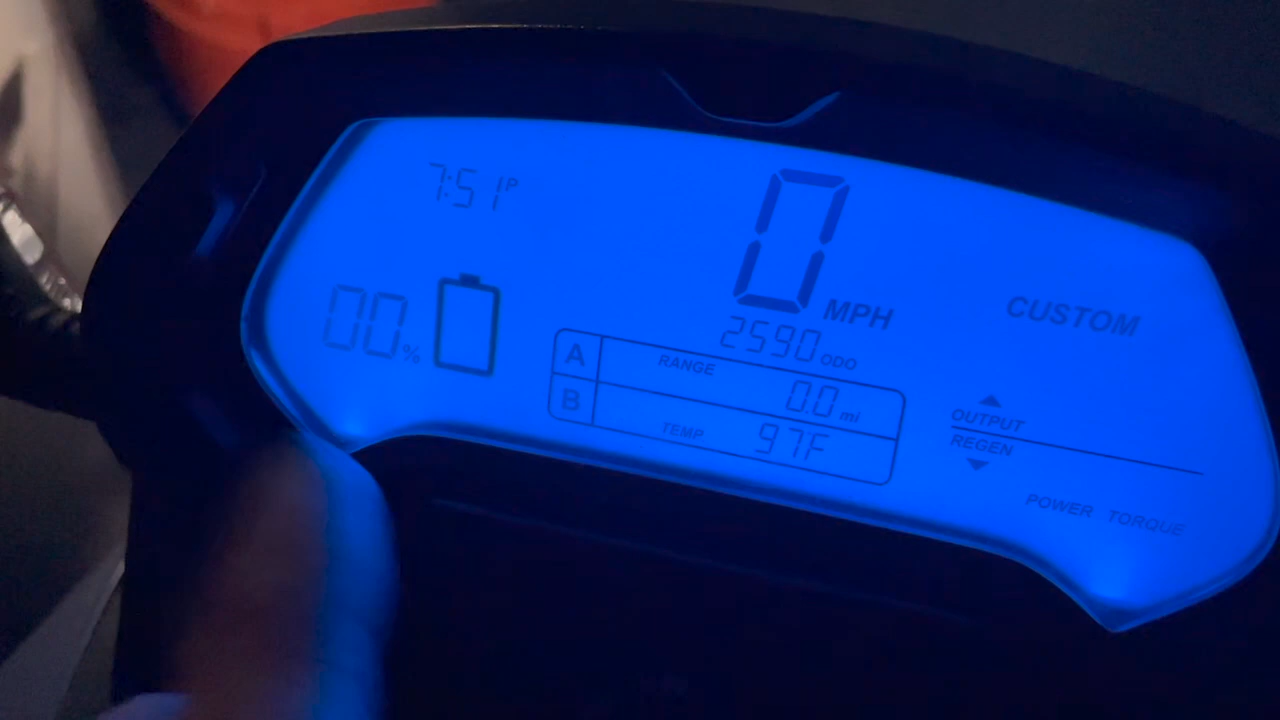 7:51P
0 MPH
CUSTOM
00%
2590 ODO
A RANGE 0.0 mi
B TEMP 97F
OUTPUT
REGEN
POWER TORQUE